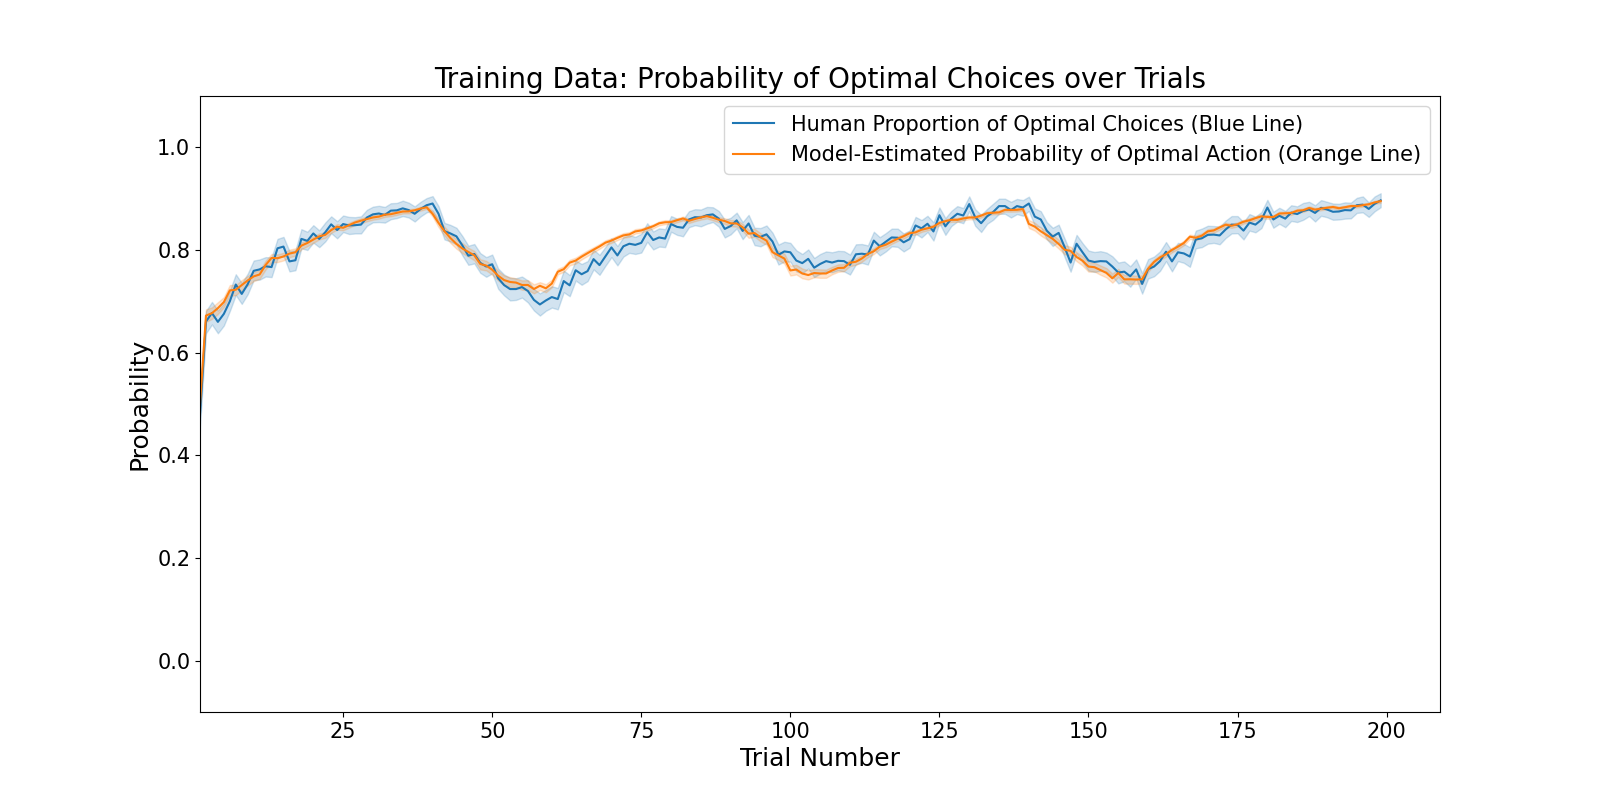 Training Data: Probability of Optimal Choices over Trials
Human Proportion of Optimal Choices (Blue Line)
Model-Estimated Probability of Optimal Action (Orange Line)
Probability
1.0
0.8
0.6
0.4
0.2
0.0
25 50 75 100 125 150 175 200
Trial Number